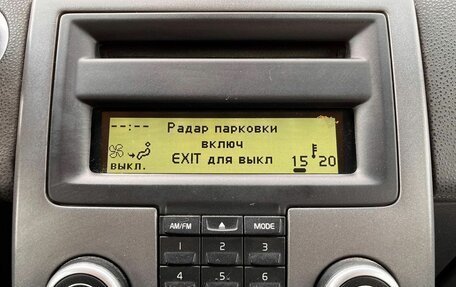 --:-- Радар парковки
включ
выкл. EXIT для выкл 15 20
AM/FM MODE
1 2 3
4 5 6